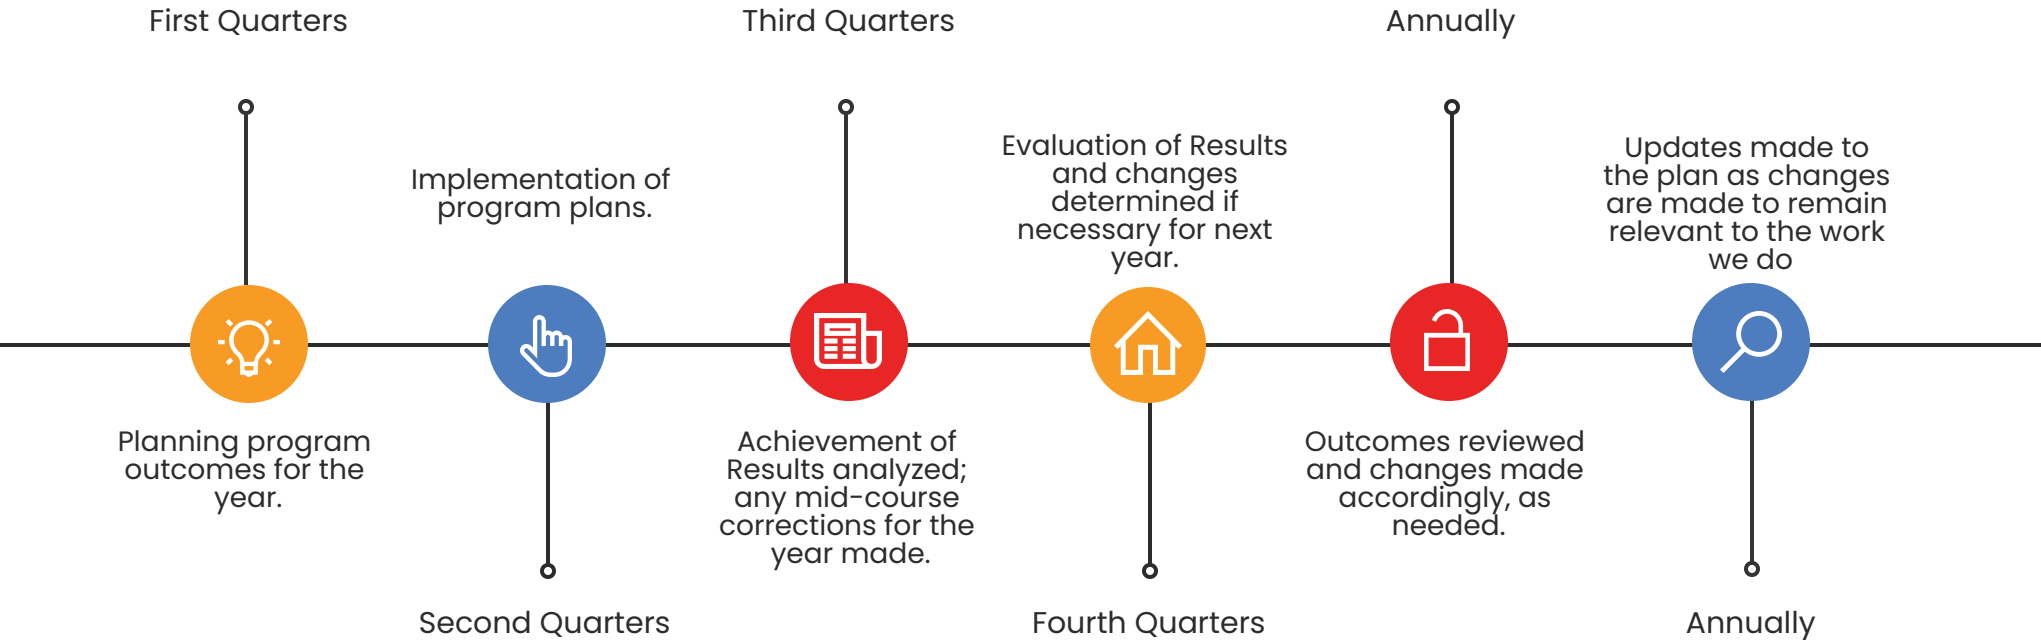 First Quarters
Planning program
outcomes for the
year.
Implementation of
program plans.
Second Quarters
Third Quarters
Achievement of
Results analyzed;
any mid-course
corrections for the
year made.
Evaluation of Results
and changes
determined if
necessary for next
year.
Fourth Quarters
Annually
Outcomes reviewed
and changes made
accordingly, as
needed.
Updates made to
the plan as changes
are made to remain
relevant to the work
we do
Annually